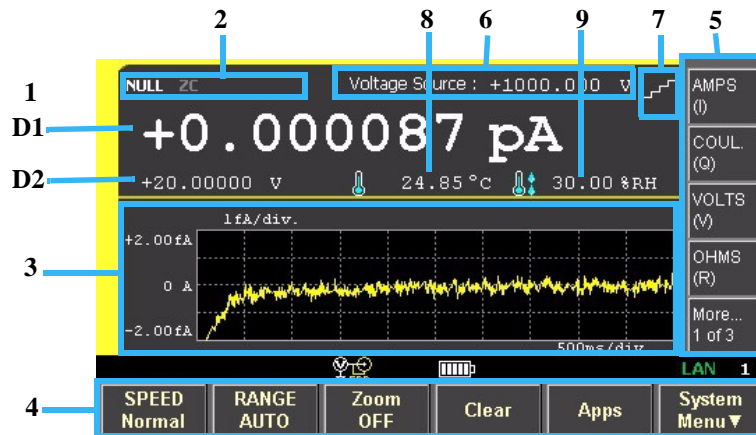 2 8 6 9 7 5
1
NULL ZC Voltage Source : +1000.000 V
AMPS
(I)
D1 +0.000087 pA
COUL.
(Q)
D2 +20.00000 V 24.85°C 30.00 %RH
VOLTS
(V)
1fA/div.
+2.00fA
OHMS
(R)
3 0 A
-2.00fA
More...
1 of 3
500ms/div
LAN 1
4 SPEED
Normal
RANGE
AUTO
Zoom
OFF
Clear
Apps
System
Menu▼